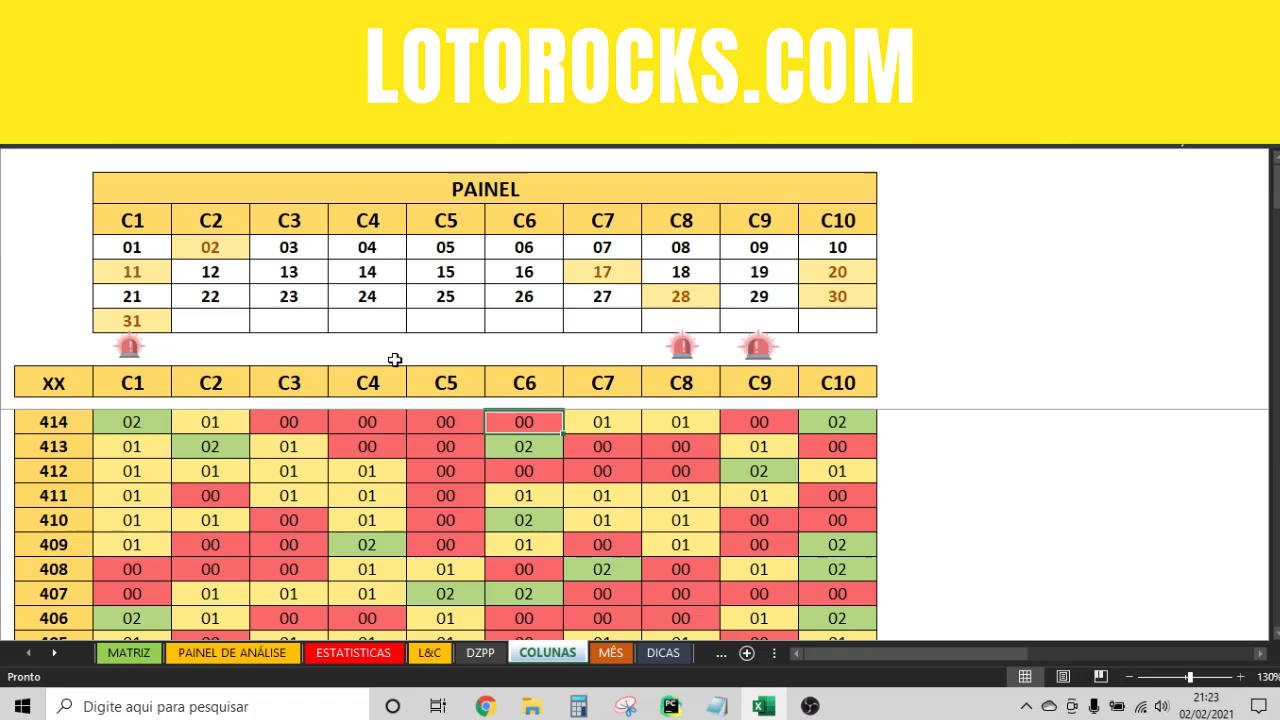 LOTOROCKS.COM
PAINEL
C1 C2 C3 C4 C5 C6 C7 C8 C9 C10
01 02 03 04 05 06 07 08 09 10
11 12 13 14 15 16 17 18 19 20
21 22 23 24 25 26 27 28 29 30
31
XX C1 C2 C3 C4 C5 C6 C7 C8 C9 C10
414 02 01 00 00 00 00 01 01 00 02
413 01 02 01 00 00 02 00 00 01 00
412 01 01 01 01 00 00 00 00 02 01
411 01 00 01 01 00 01 01 01 01 00
410 01 01 00 01 00 02 01 01 00 00
409 01 00 00 02 00 01 00 01 00 02
408 00 00 00 01 01 00 02 00 01 02
407 00 01 01 01 02 02 00 00 00 00
406 02 01 00 00 01 00 00 00 01 02
MATRIZ PAINEL DE ANÁLISE ESTATISTICAS L&C DZPP COLUNAS MÊS DICAS ...
Pronto 130%
Digite aqui para pesquisar
21:23
02/02/2021